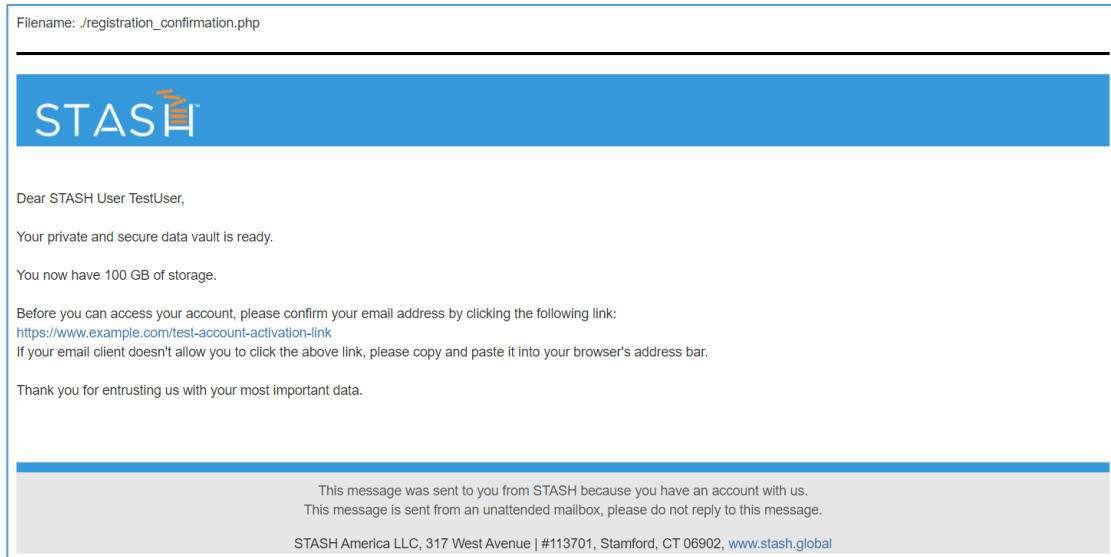 Filename: ./registration_confirmation.php
STASH™
Dear STASH User TestUser,
Your private and secure data vault is ready.
You now have 100 GB of storage.
Before you can access your account, please confirm your email address by clicking the following link:
https://www.example.com/test-account-activation-link
If your email client doesn't allow you to click the above link, please copy and paste it into your browser's address bar.
Thank you for entrusting us with your most important data.
This message was sent to you from STASH because you have an account with us.
This message is sent from an unattended mailbox, please do not reply to this message.
STASH America LLC, 317 West Avenue | #113701, Stamford, CT 06902, www.stash.global